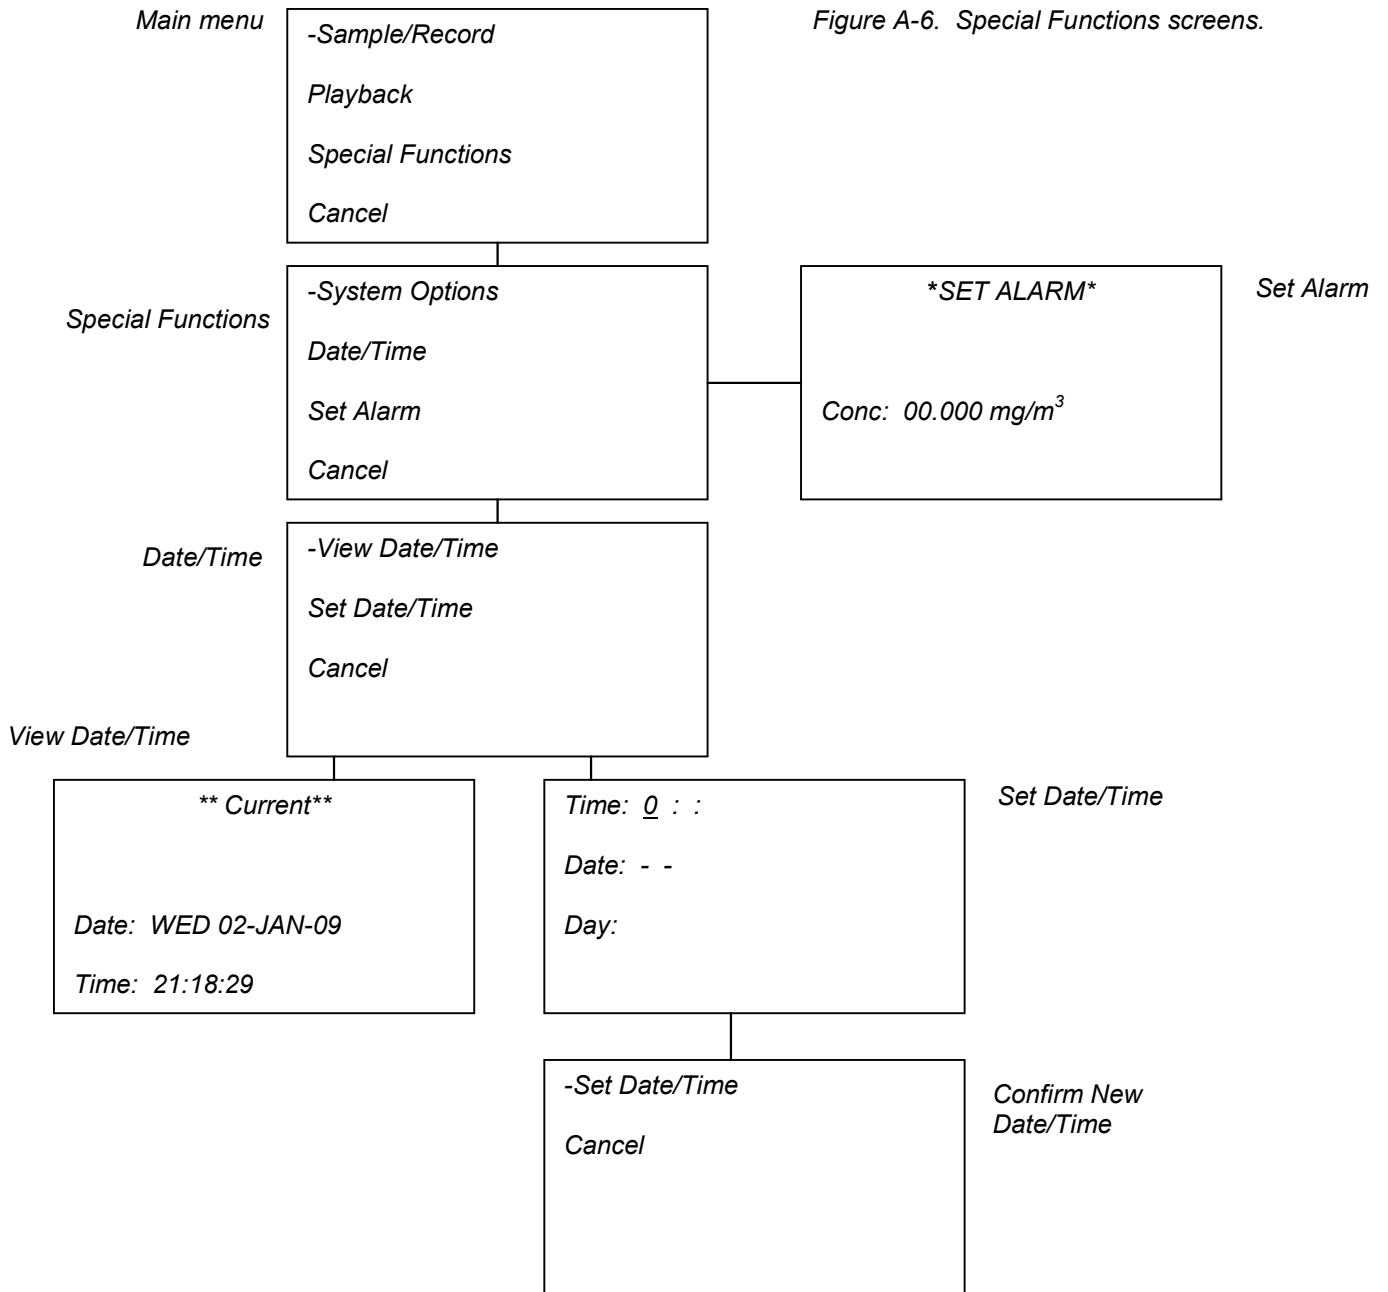 Main menu
Figure A-6. Special Functions screens.
-Sample/Record
Playback
Special Functions
Cancel
Special Functions
-System Options
Date/Time
Set Alarm
Cancel
*SET ALARM*
Conc: 00.000 mg/m³
Set Alarm
Date/Time
-View Date/Time
Set Date/Time
Cancel
View Date/Time
** Current**
Date: WED 02-JAN-09
Time: 21:18:29
Time: 0 : :
Date: - -
Day:
Set Date/Time
-Set Date/Time
Cancel
Confirm New
Date/Time